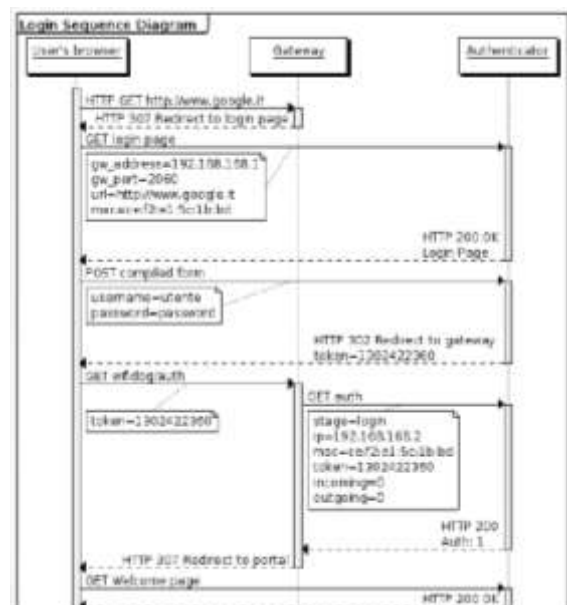 Login Sequence Diagram
User's browser
Gateway
Authenticator
HTTP GET http://www.google.it
HTTP 307 Redirect to login page
GET login page
gw_address=192.168.168.1
gw_port=2060
url=http://www.google.it
HTTP 200 OK
Login Page
POST compiled form
username=utente
password=password
HTTP 302 Redirect to gateway
token=1302422360
GET wifidog/auth
token=1302422360
GET auth
stage=login
ip=192.168.168.2
token=1302422360
incoming=0
outgoing=0
HTTP 200
Auth: 1
HTTP 307 Redirect to portal
GET Welcome page
HTTP 200 OK